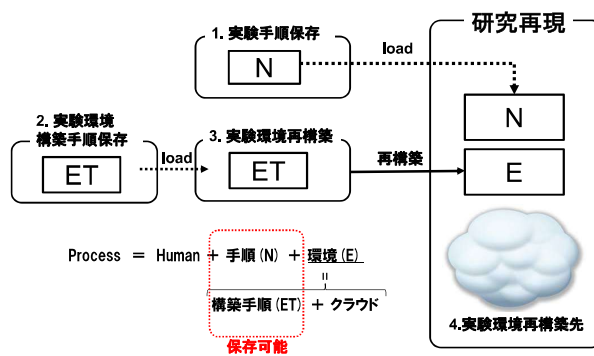 1. 実験手順保存
N
load
研究再現
N
2. 実験環境
構築手順保存
ET
load
3. 実験環境再構築
ET
再構築
E
4.実験環境再構築先
Process = Human + 手順(N) + 環境(E)
=
構築手順(ET) + クラウド
保存可能